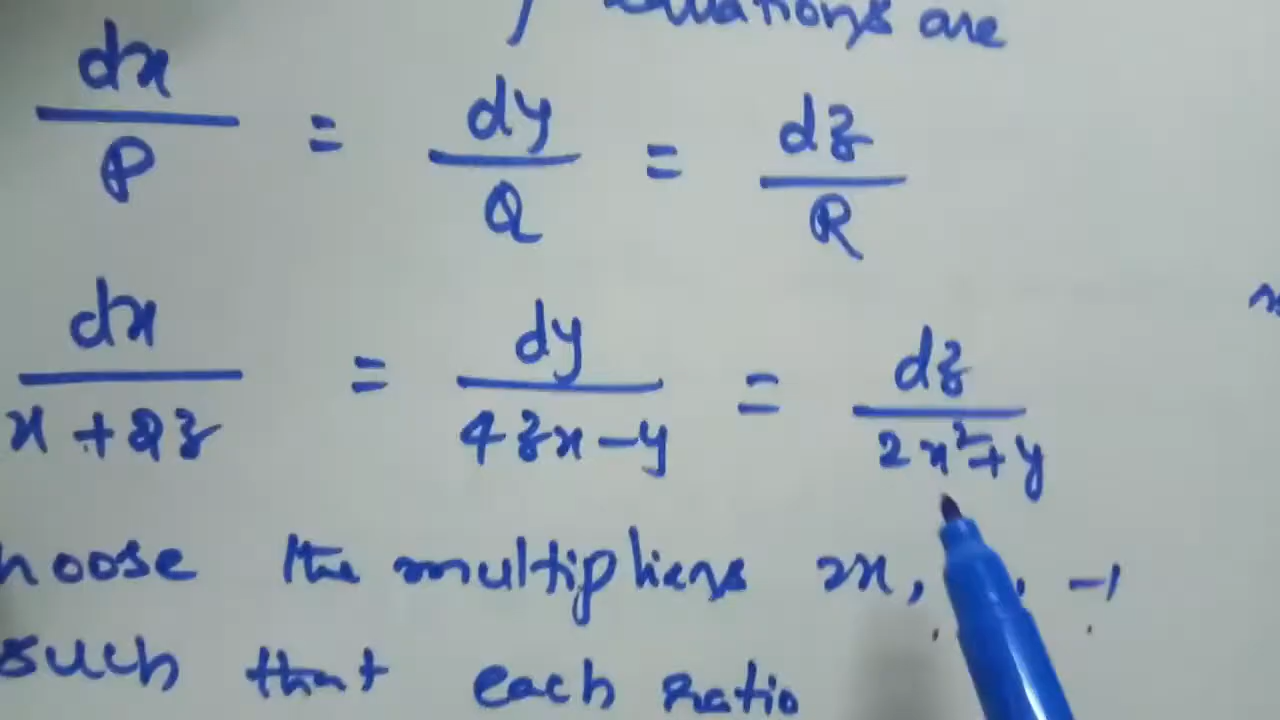 equations are
dx/P = dy/Q = dz/R
dx/x+2z = dy/4zx-y = dz/2x²+y
hoose the multipliers 2x, , -1
such that each ratio